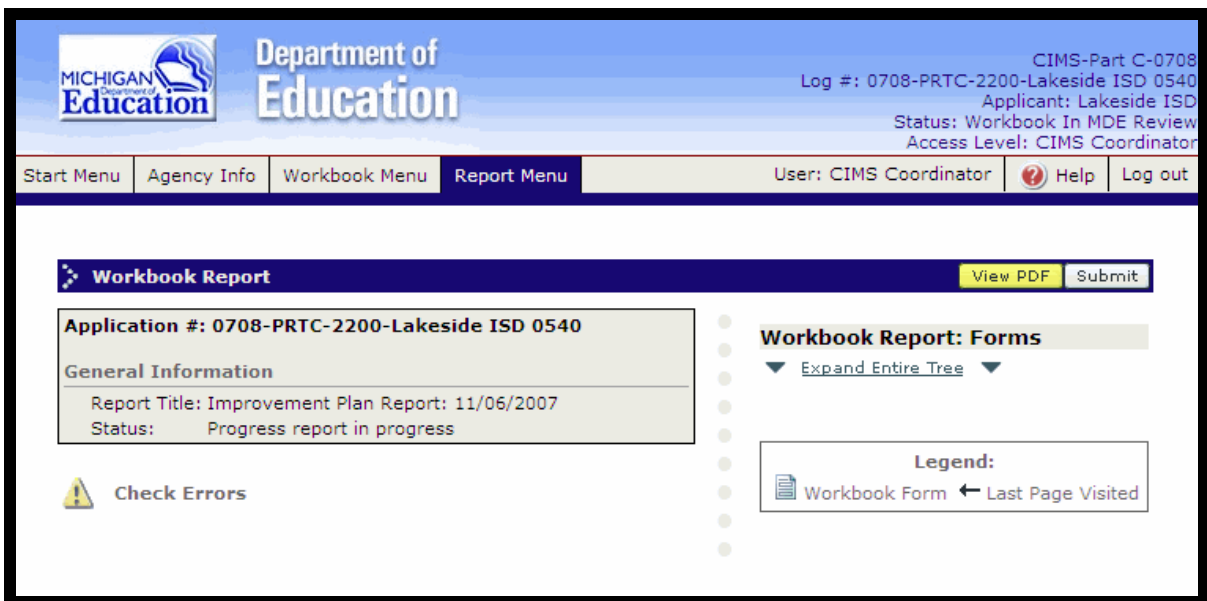 MICHIGAN
Department of
Education
Department of
Education
CIMS-Part C-0708
Log #: 0708-PRTC-2200-Lakeside ISD 0540
Applicant: Lakeside ISD
Status: Workbook In MDE Review
Access Level: CIMS Coordinator
Start Menu Agency Info Workbook Menu Report Menu User: CIMS Coordinator Help Log out
Workbook Report View PDF Submit
Application #: 0708-PRTC-2200-Lakeside ISD 0540
General Information
Report Title: Improvement Plan Report: 11/06/2007
Status: Progress report in progress
Check Errors
Workbook Report: Forms
Expand Entire Tree
Legend:
Workbook Form Last Page Visited